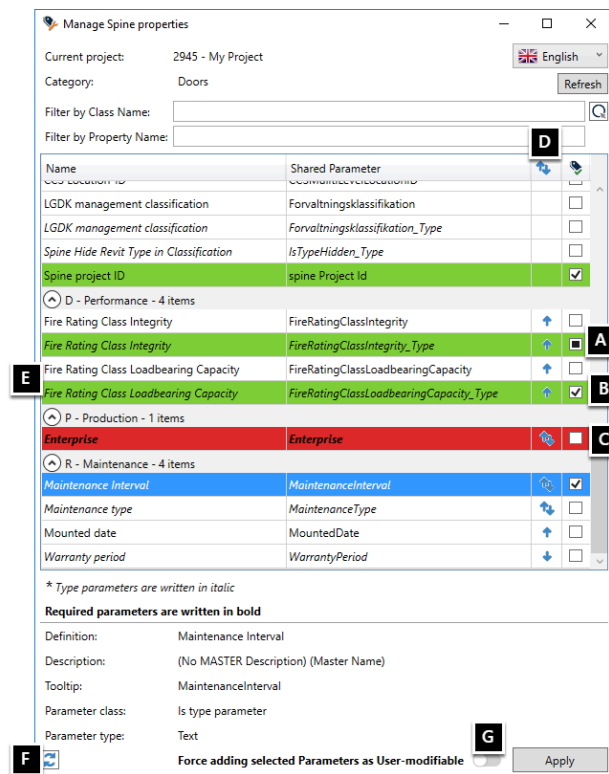 Manage Spine properties
Current project: 2945 - My Project English
Category: Doors Refresh
Filter by Class Name:
Filter by Property Name:
D
Name Shared Parameter
LGDK management classification Forvaltningsklassifikation
LGDK management classification Forvaltningsklassifikation_Type
Spine Hide Revit Type in Classification IsTypeHidden_Type
Spine project ID spine Project Id
D - Performance - 4 items
Fire Rating Class Integrity FireRatingClassIntegrity
Fire Rating Class Integrity FireRatingClassIntegrity_Type A
Fire Rating Class Loadbearing Capacity FireRatingClassLoadbearingCapacity
E Fire Rating Class Loadbearing Capacity FireRatingClassLoadbearingCapacity_Type B
P - Production - 1 items
Enterprise Enterprise C
R - Maintenance - 4 items
Maintenance Interval MaintenanceInterval
Maintenance type MaintenanceType
Mounted date MountedDate
Warranty period WarrantyPeriod
* Type parameters are written in italic
Required parameters are written in bold
Definition: Maintenance Interval
Description: (No MASTER Description) (Master Name)
Tooltip: MaintenanceInterval
Parameter class: Is type parameter
Parameter type: Text
G
F Force adding selected Parameters as User-modifiable Apply